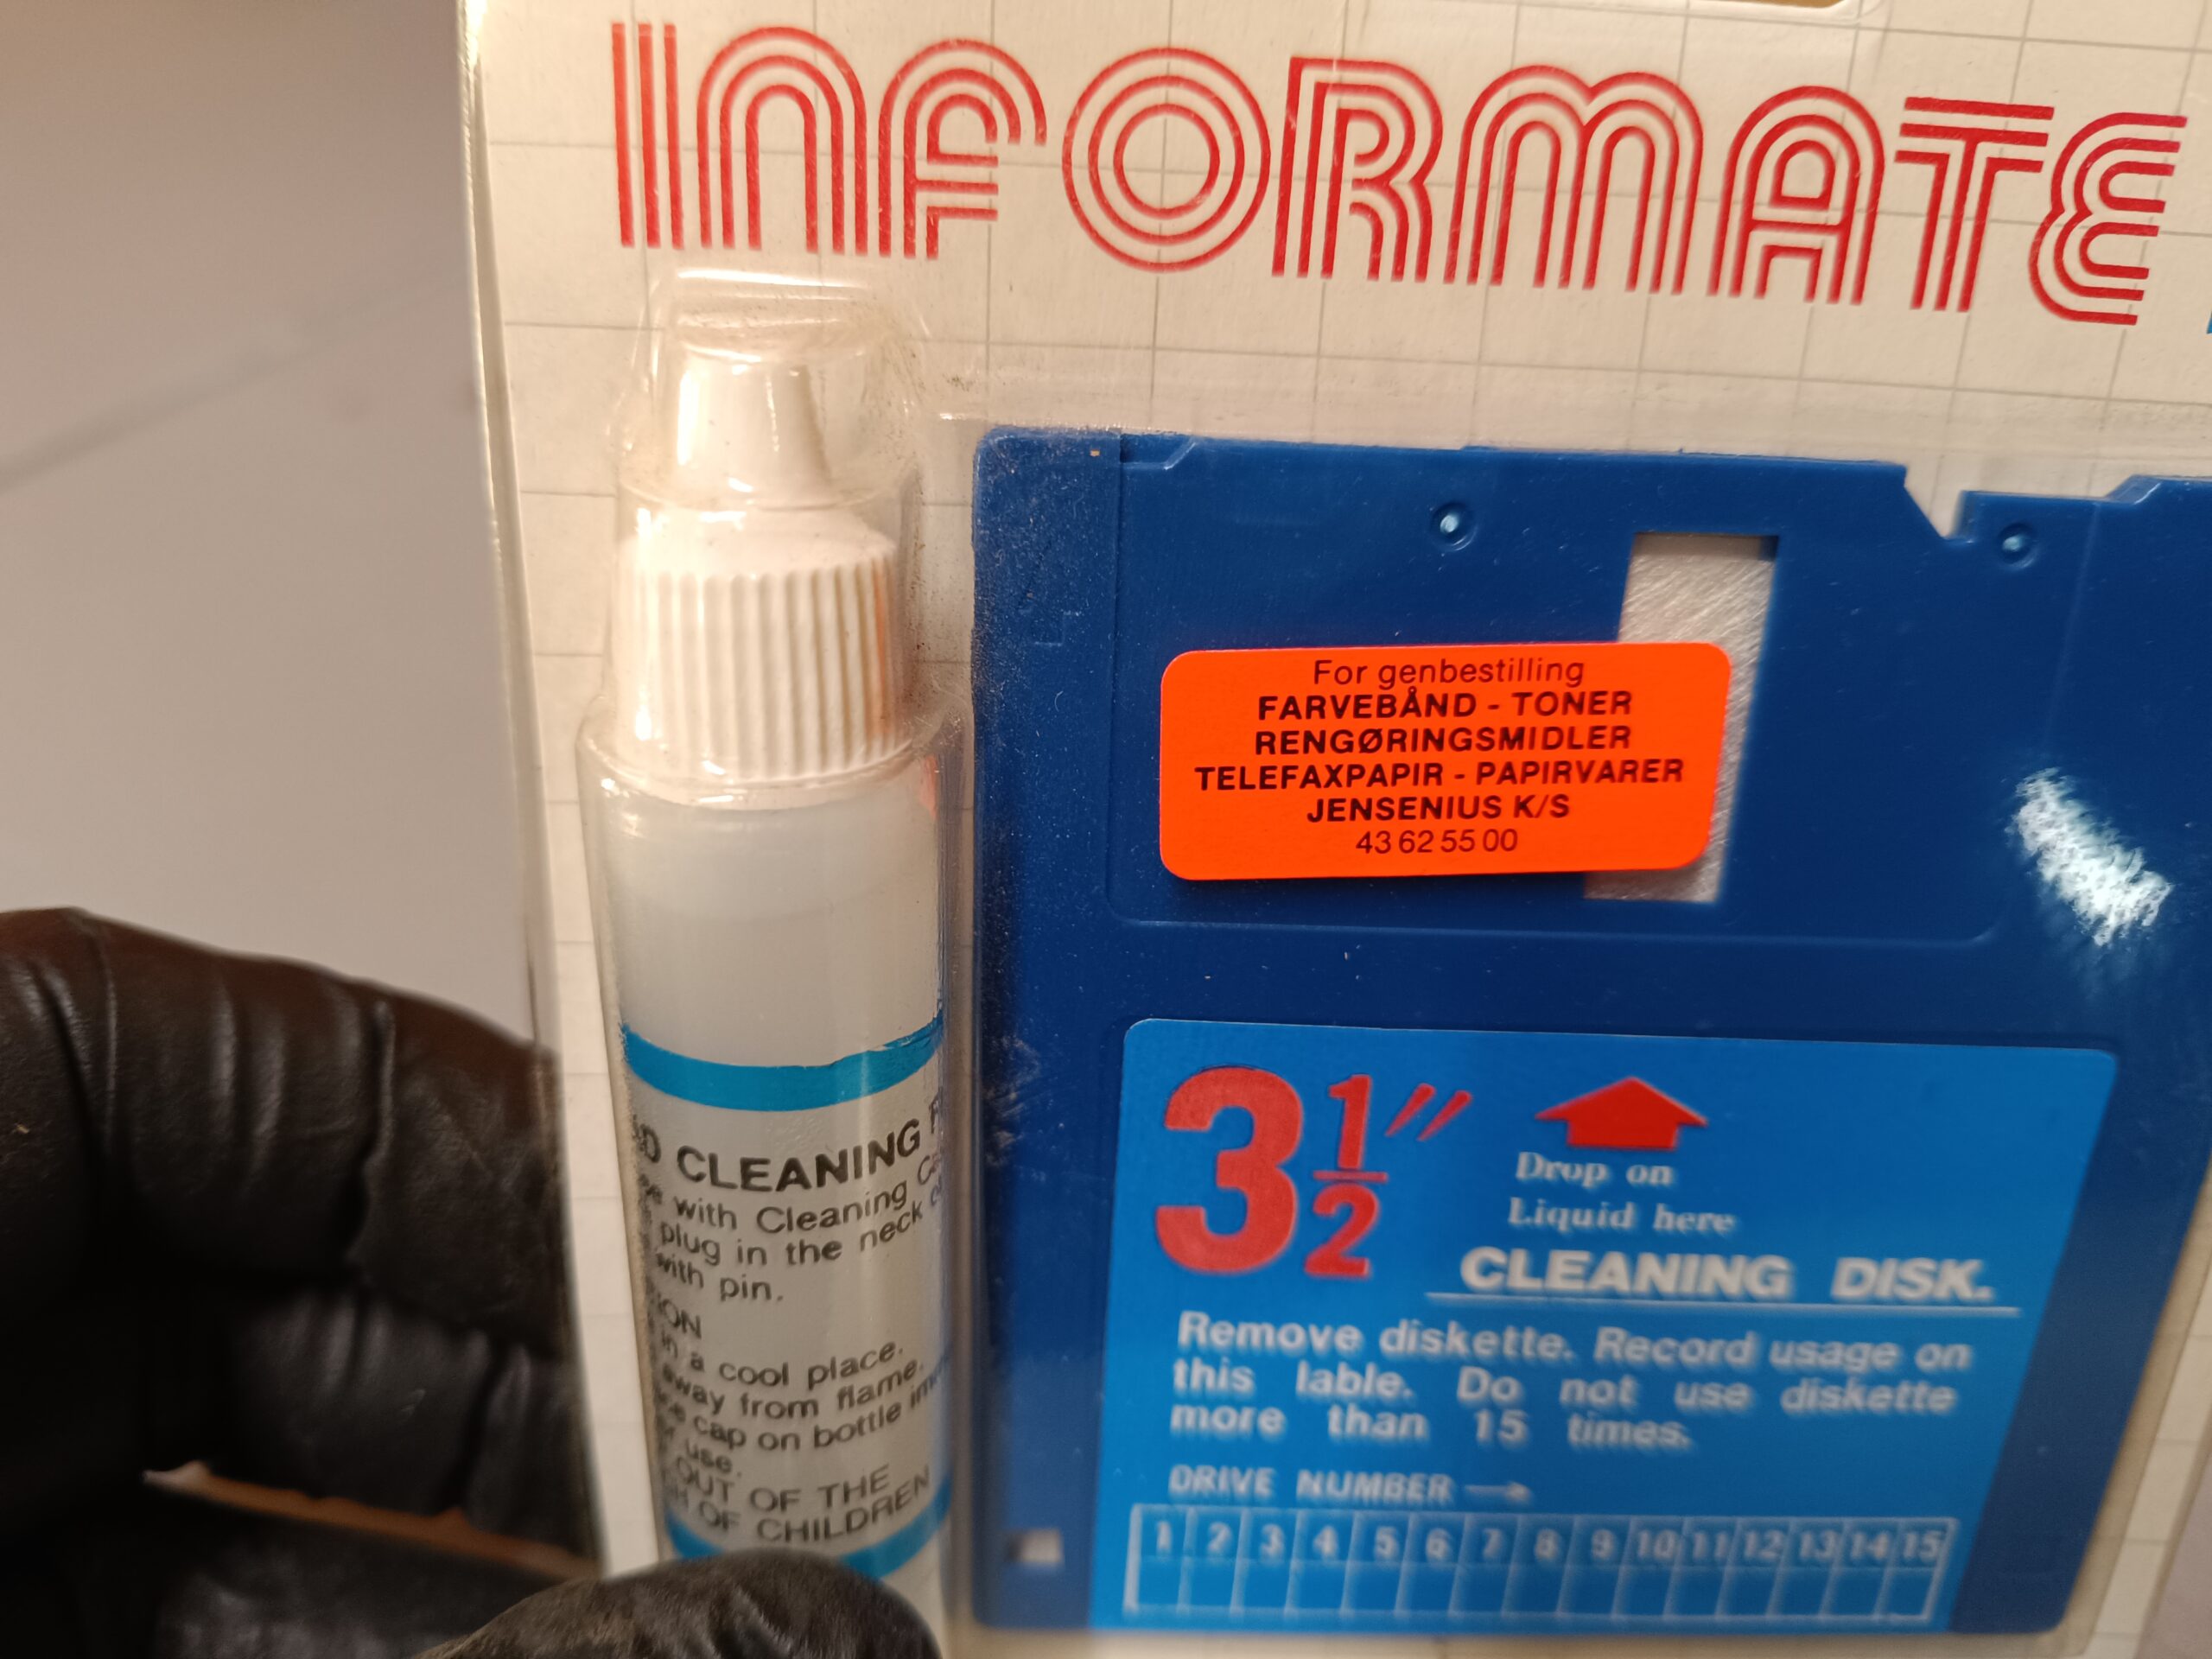 INFORMATE
For genbestilling
FARVEBÅND - TONER
RENGØRINGSMIDLER
TELEFAXPAPIR - PAPIRVARER
JENSENIUS K/S
43 62 55 00
CLEANING
with Cleaning
plug in the neck
with pin.
in a cool place.
away from flame.
cap on bottle
use.
OUT OF THE
OF CHILDREN
3 1/2"
Drop on
Liquid here
CLEANING DISK.
Remove diskette. Record usage on
this lable. Do not use diskette
more than 15 times.
DRIVE NUMBER →
1 2 3 4 5 6 7 8 9 10 11 12 13 14 15